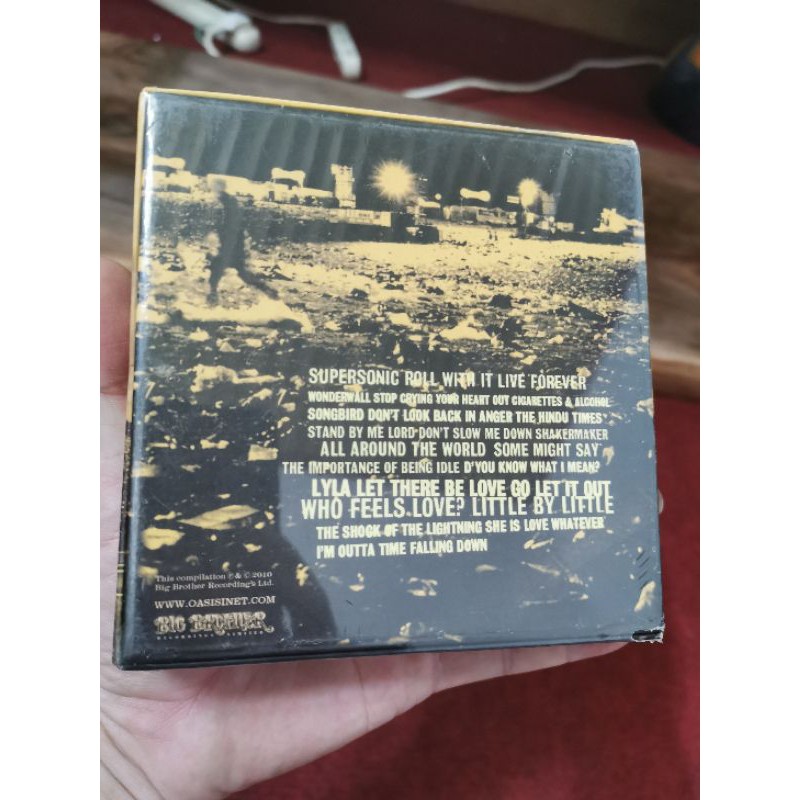 SUPERSONIC ROLL WITH IT LIVE FOREVER
WONDERWALL STOP CRYING YOUR HEART OUT CIGARETTES & ALCOHOL
SONGBIRD DON'T LOOK BACK IN ANGER THE HINDU TIMES
STAND BY ME LORD DON'T SLOW ME DOWN SHAKERMAKER
ALL AROUND THE WORLD SOME MIGHT SAY
THE IMPORTANCE OF BEING IDLE D'YOU KNOW WHAT I MEAN?
LYLA LET THERE BE LOVE GO LET IT OUT
WHO FEELS LOVE? LITTLE BY LITTLE
THE SHOCK OF THE LIGHTNING SHE IS LOVE WHATEVER
I'M OUTTA TIME FALLING DOWN
This compilation ℗ & © 2010
Big Brother Recording's Ltd.
WWW.OASISINET.COM
BIG BROTHER
RECORDINGS LIMITED